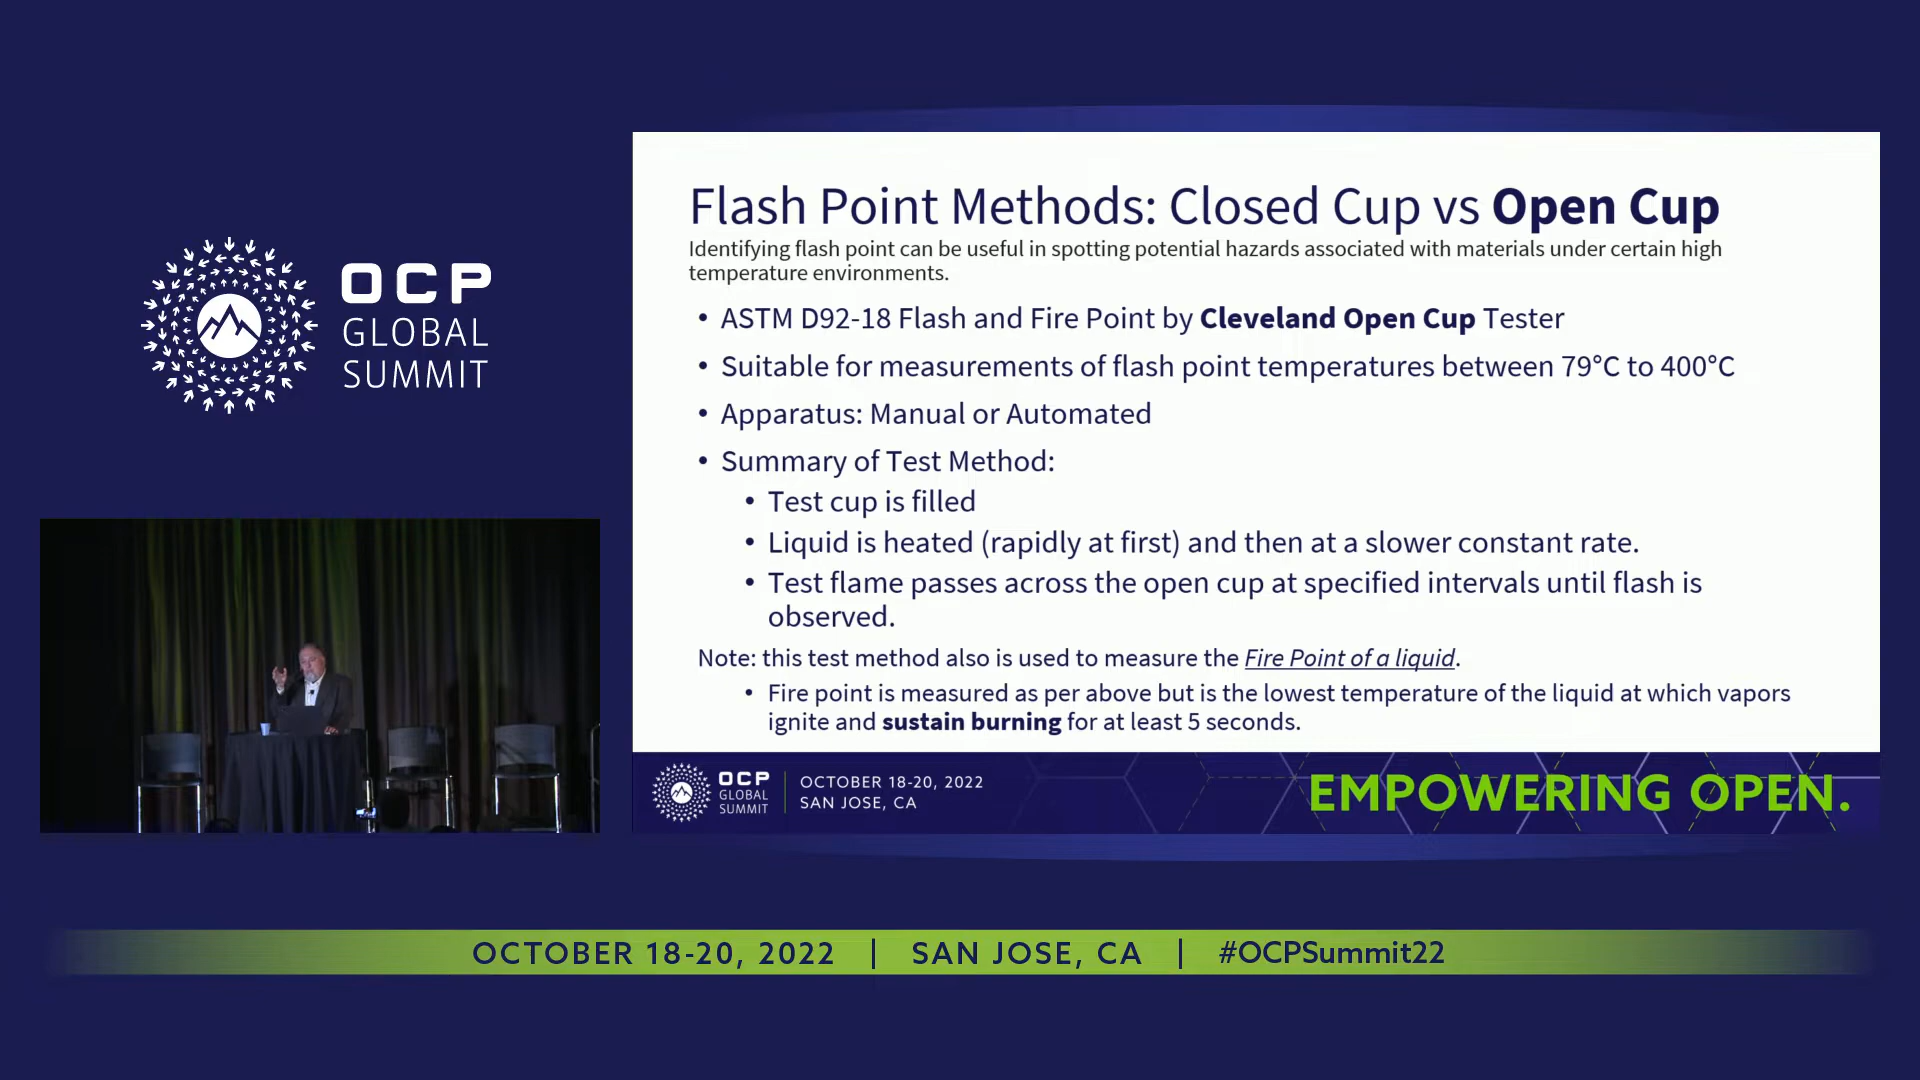 OCP
GLOBAL
SUMMIT
Flash Point Methods: Closed Cup vs Open Cup
Identifying flash point can be useful in spotting potential hazards associated with materials under certain high
temperature environments.
• ASTM D92-18 Flash and Fire Point by Cleveland Open Cup Tester
• Suitable for measurements of flash point temperatures between 79°C to 400°C
• Apparatus: Manual or Automated
• Summary of Test Method:
• Test cup is filled
• Liquid is heated (rapidly at first) and then at a slower constant rate.
• Test flame passes across the open cup at specified intervals until flash is
observed.
Note: this test method also is used to measure the Fire Point of a liquid.
• Fire point is measured as per above but is the lowest temperature of the liquid at which vapors
ignite and sustain burning for at least 5 seconds.
OCP
GLOBAL
SUMMIT
OCTOBER 18-20, 2022
SAN JOSE, CA
EMPOWERING OPEN.
OCTOBER 18-20, 2022 | SAN JOSE, CA | #OCPSummit22